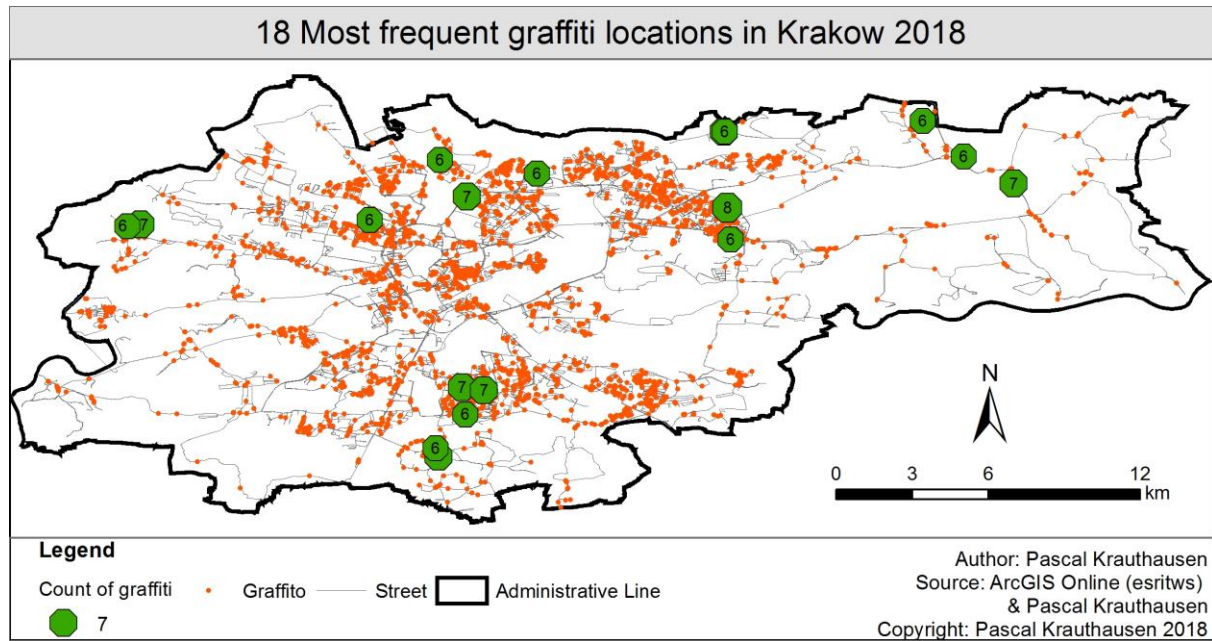 18 Most frequent graffiti locations in Krakow 2018
6
6
6
6
6
7
7
8
6
6
7
6
7
7
6
6
N
0 3 6 12
km
Legend
Count of graffiti
Graffito
Street
Administrative Line
7
Author: Pascal Krauthausen
Source: ArcGIS Online (esritws)
& Pascal Krauthausen
Copyright: Pascal Krauthausen 2018